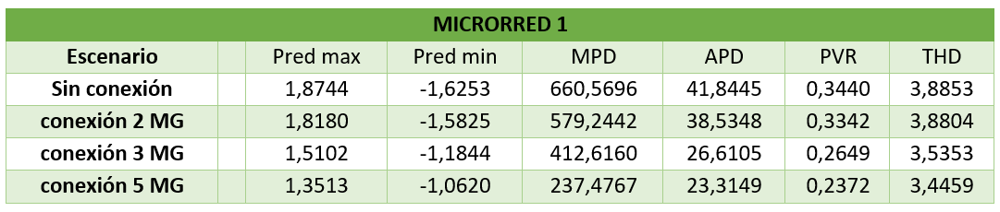 MICRORRED 1
Escenario Pred max Pred min MPD APD PVR THD
Sin conexión 1,8744 -1,6253 660,5696 41,8445 0,3440 3,8853
conexión 2 MG 1,8180 -1,5825 579,2442 38,5348 0,3342 3,8804
conexión 3 MG 1,5102 -1,1844 412,6160 26,6105 0,2649 3,5353
conexión 5 MG 1,3513 -1,0620 237,4767 23,3149 0,2372 3,4459